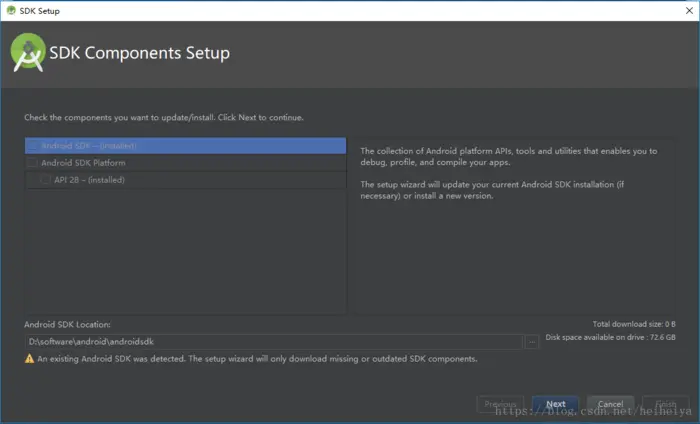 SDK Setup
SDK Components Setup
Check the components you want to update/install. Click Next to continue.
Android SDK – (installed)
Android SDK Platform
API 28 – (installed)
The collection of Android platform APIs, tools and utilities that enables you to
debug, profile, and compile your apps.
The setup wizard will update your current Android SDK installation (if
necessary) or install a new version.
Android SDK Location:
D:\software\android\androidsdk
...
Total download size: 0 B
Disk space available on drive : 72.6 GB
An existing Android SDK was detected. The setup wizard will only download missing or outdated SDK components.
Previous Next Cancel Finish
https://blog.csdn.net/heiheiya